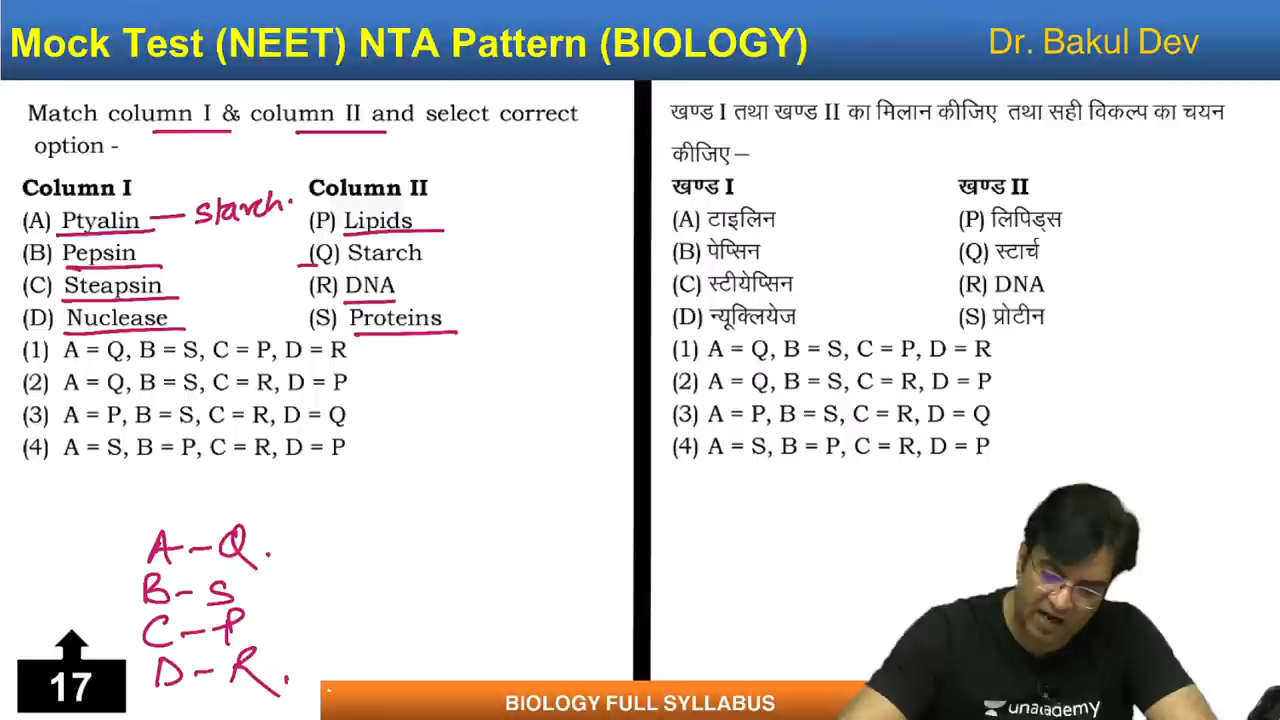 Mock Test (NEET) NTA Pattern (BIOLOGY)
Dr. Bakul Dev
Match column I & column II and select correct
option -
Column I Column II
(A) Ptyalin — starch. (P) Lipids
(B) Pepsin (Q) Starch
(C) Steapsin (R) DNA
(D) Nuclease (S) Proteins
(1) A = Q, B = S, C = P, D = R
(2) A = Q, B = S, C = R, D = P
(3) A = P, B = S, C = R, D = Q
(4) A = S, B = P, C = R, D = P
A - Q.
B - S
C - P
D - R.
17
खण्ड I तथा खण्ड II का मिलान कीजिए तथा सही विकल्प का चयन
कीजिए –
खण्ड I खण्ड II
(A) टाइलिन (P) लिपिड्स
(B) पेप्सिन (Q) स्टार्च
(C) स्टीयेप्सिन (R) DNA
(D) न्यूक्लियेज (S) प्रोटीन
(1) A = Q, B = S, C = P, D = R
(2) A = Q, B = S, C = R, D = P
(3) A = P, B = S, C = R, D = Q
(4) A = S, B = P, C = R, D = P
BIOLOGY FULL SYLLABUS
unacademy